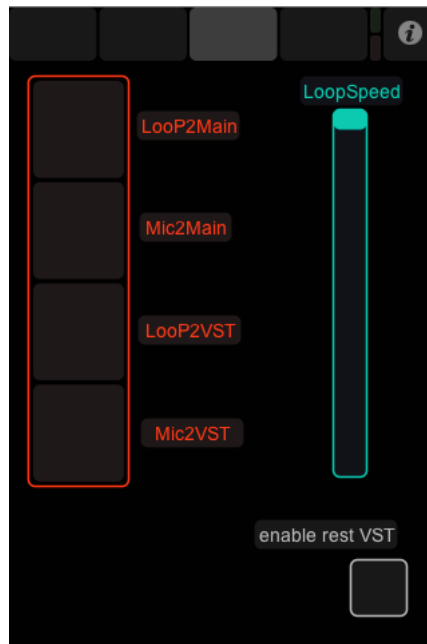 i
LoopSpeed
LooP2Main
Mic2Main
LooP2VST
Mic2VST
enable rest VST